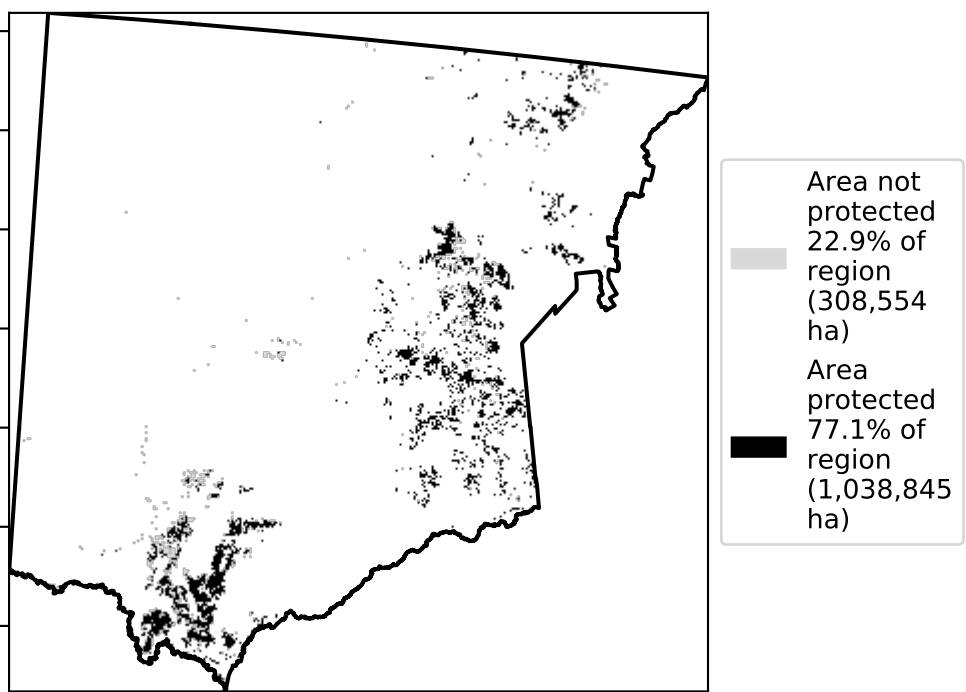 Area not
protected
22.9% of
region
(308,554
ha)
Area
protected
77.1% of
region
(1,038,845
ha)